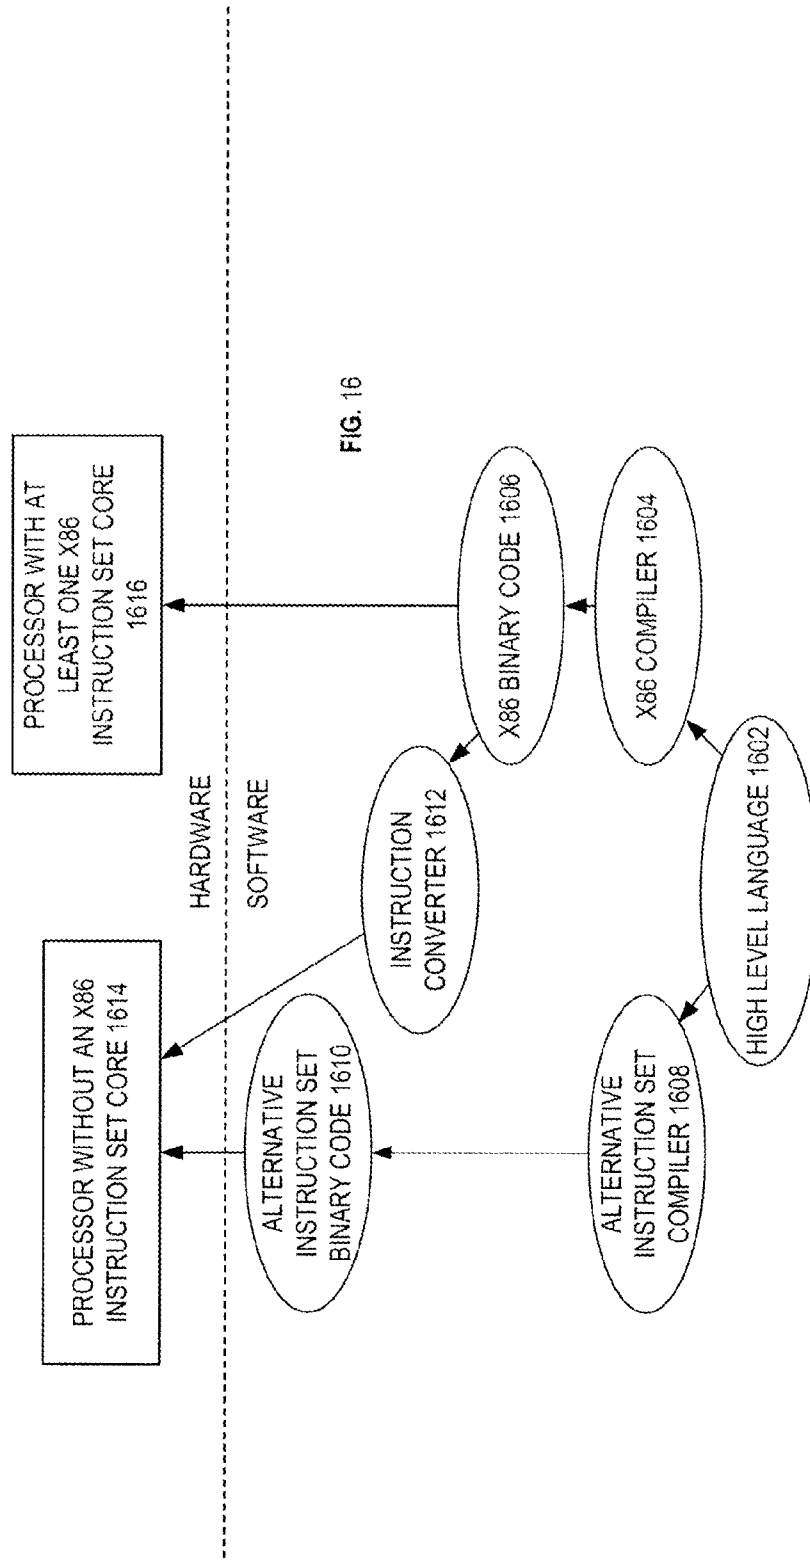 PROCESSOR WITHOUT AN X86
INSTRUCTION SET CORE 1614
PROCESSOR WITH AT
LEAST ONE X86
INSTRUCTION SET CORE
1616
HARDWARE
SOFTWARE
ALTERNATIVE
INSTRUCTION SET
BINARY CODE 1610
INSTRUCTION
CONVERTER 1612
FIG. 16
X86 BINARY CODE 1606
ALTERNATIVE
INSTRUCTION SET
COMPILER 1608
X86 COMPILER 1604
HIGH LEVEL LANGUAGE 1602